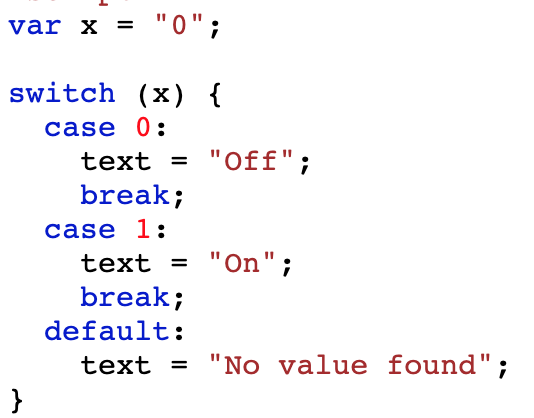 var x = "0";

switch (x) {
  case 0:
    text = "Off";
    break;
  case 1:
    text = "On";
    break;
  default:
    text = "No value found";
}